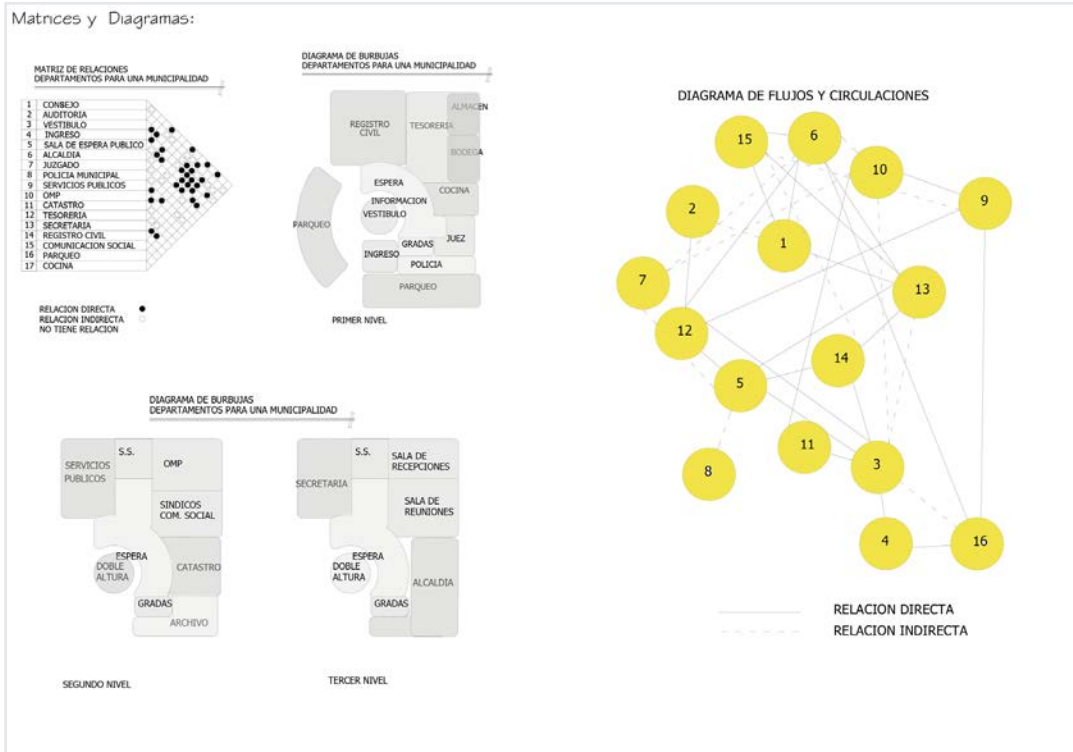 Matrices y Diagramas:
MATRIZ DE RELACIONES
DEPARTAMENTOS PARA UNA MUNICIPALIDAD
1 CONSEJO
2 AUDITORIA
3 VESTIBULO
4 INGRESO
5 SALA DE ESPERA PUBLICO
6 ALCALDIA
7 JUZGADO
8 POLICIA MUNICIPAL
9 SERVICIOS PUBLICOS
10 OMP
11 CATASTRO
12 TESORERIA
13 SECRETARIA
14 REGISTRO CIVIL
15 COMUNICACION SOCIAL
16 PARQUEO
17 COCINA
RELACION DIRECTA
RELACION INDIRECTA
NO TIENE RELACION
DIAGRAMA DE BURBUJAS
DEPARTAMENTOS PARA UNA MUNICIPALIDAD
ALMACEN
REGISTRO
CIVIL
TESORERIA
BODEGA
ESPERA
COCINA
INFORMACION
VESTIBULO
PARQUEO
JUEZ
GRADAS
INGRESO
POLICIA
PARQUEO
PRIMER NIVEL
DIAGRAMA DE BURBUJAS
DEPARTAMENTOS PARA UNA MUNICIPALIDAD
S.S.
SERVICIOS
PUBLICOS
OMP
SINDICOS
COM. SOCIAL
ESPERA
DOBLE
ALTURA
CATASTRO
GRADAS
ARCHIVO
SEGUNDO NIVEL
S.S.
SALA DE
RECEPCIONES
SECRETARIA
SALA DE
REUNIONES
ESPERA
DOBLE
ALTURA
ALCALDIA
GRADAS
TERCER NIVEL
DIAGRAMA DE FLUJOS Y CIRCULACIONES
15
6
10
9
2
1
7
13
12
14
5
11
3
8
4
16
RELACION DIRECTA
RELACION INDIRECTA